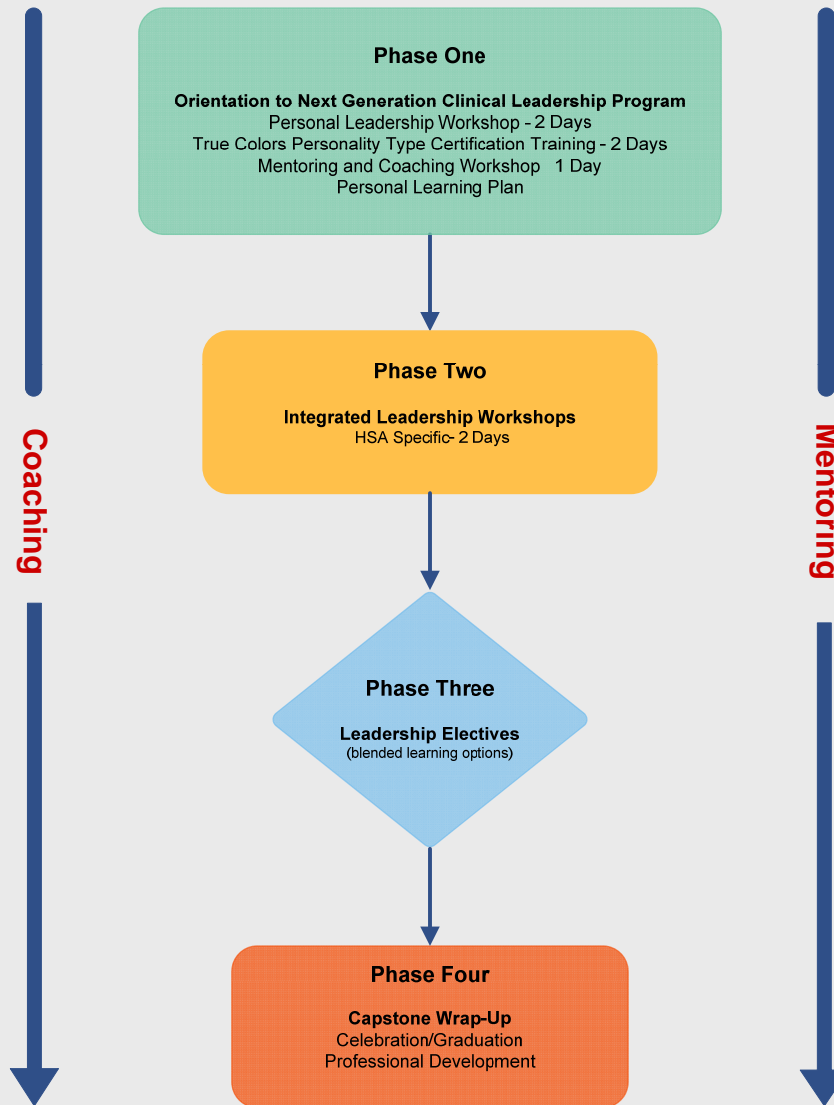 Phase One
Orientation to Next Generation Clinical Leadership Program
Personal Leadership Workshop - 2 Days
True Colors Personality Type Certification Training - 2 Days
Mentoring and Coaching Workshop 1 Day
Personal Learning Plan
Phase Two
Integrated Leadership Workshops
HSA Specific- 2 Days
Coaching
Mentoring
Phase Three
Leadership Electives
(blended learning options)
Phase Four
Capstone Wrap-Up
Celebration/Graduation
Professional Development